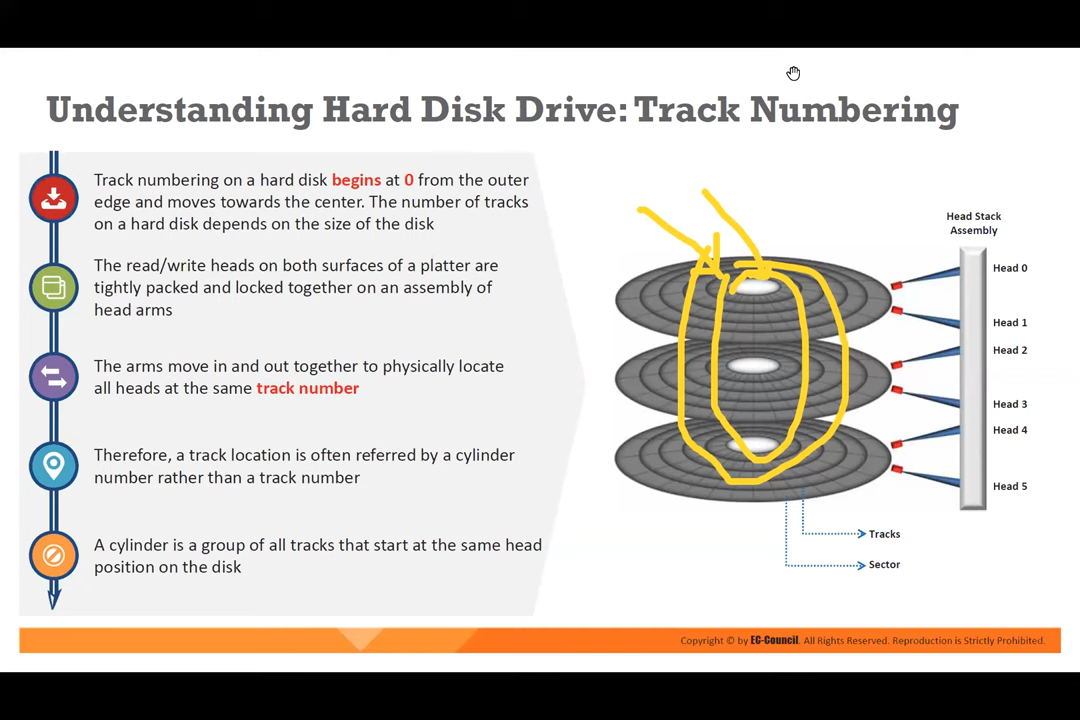 Understanding Hard Disk Drive: Track Numbering
Track numbering on a hard disk begins at 0 from the outer
edge and moves towards the center. The number of tracks
on a hard disk depends on the size of the disk
The read/write heads on both surfaces of a platter are
tightly packed and locked together on an assembly of
head arms
The arms move in and out together to physically locate
all heads at the same track number
Therefore, a track location is often referred by a cylinder
number rather than a track number
A cylinder is a group of all tracks that start at the same head
position on the disk
Head Stack
Assembly
Head 0
Head 1
Head 2
Head 3
Head 4
Head 5
Tracks
Sector
Copyright © by EC-Council. All Rights Reserved. Reproduction is Strictly Prohibited.